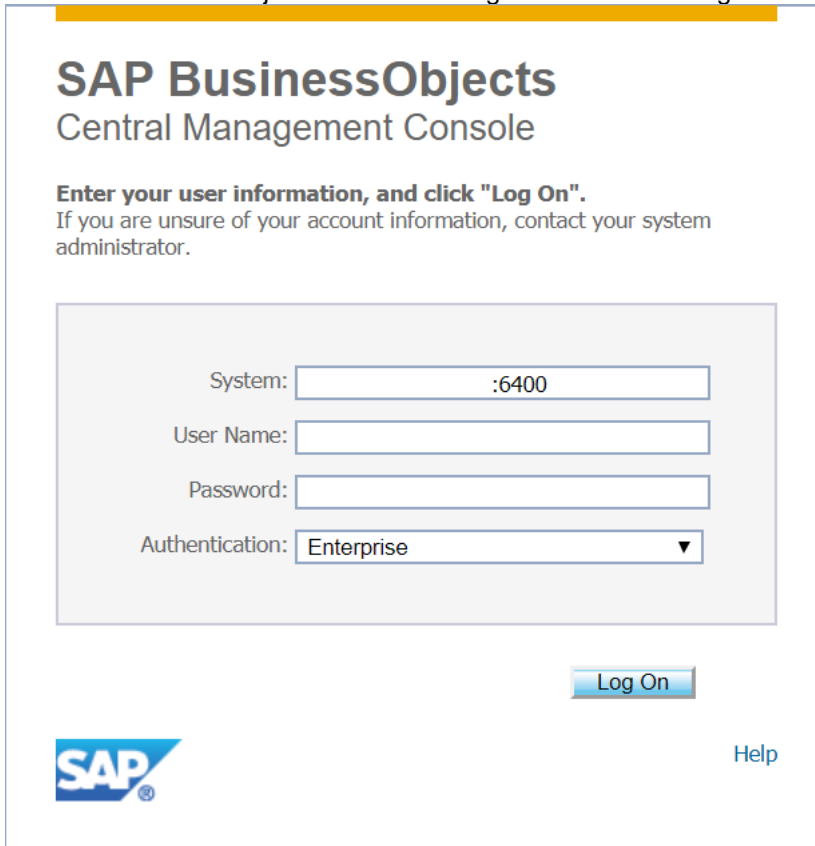 SAP BusinessObjects
Central Management Console
Enter your user information, and click "Log On".
If you are unsure of your account information, contact your system
administrator.
System: :6400
User Name:
Password:
Authentication: Enterprise ▼
Log On
SAP®
Help